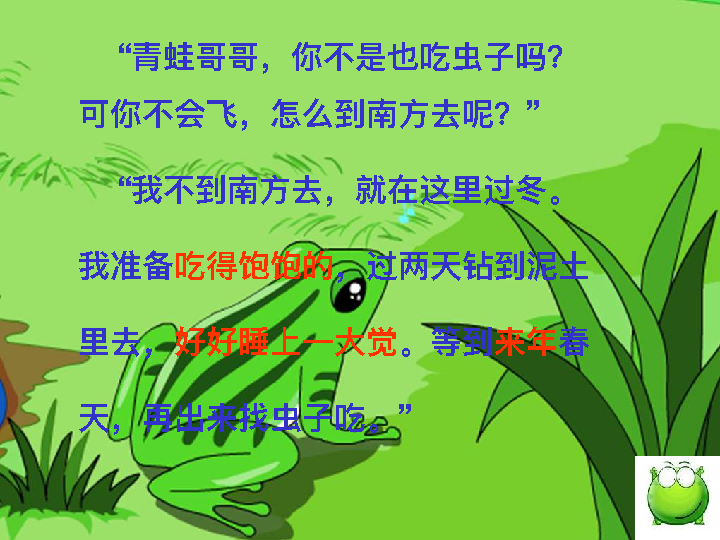 “青蛙哥哥，你不是也吃虫子吗？
可你不会飞，怎么到南方去呢？”
“我不到南方去，就在这里过冬。
我准备吃得饱饱的，过两天钻到泥土
里去，好好睡上一大觉。等到来年春
天，再出来找虫子吃。”